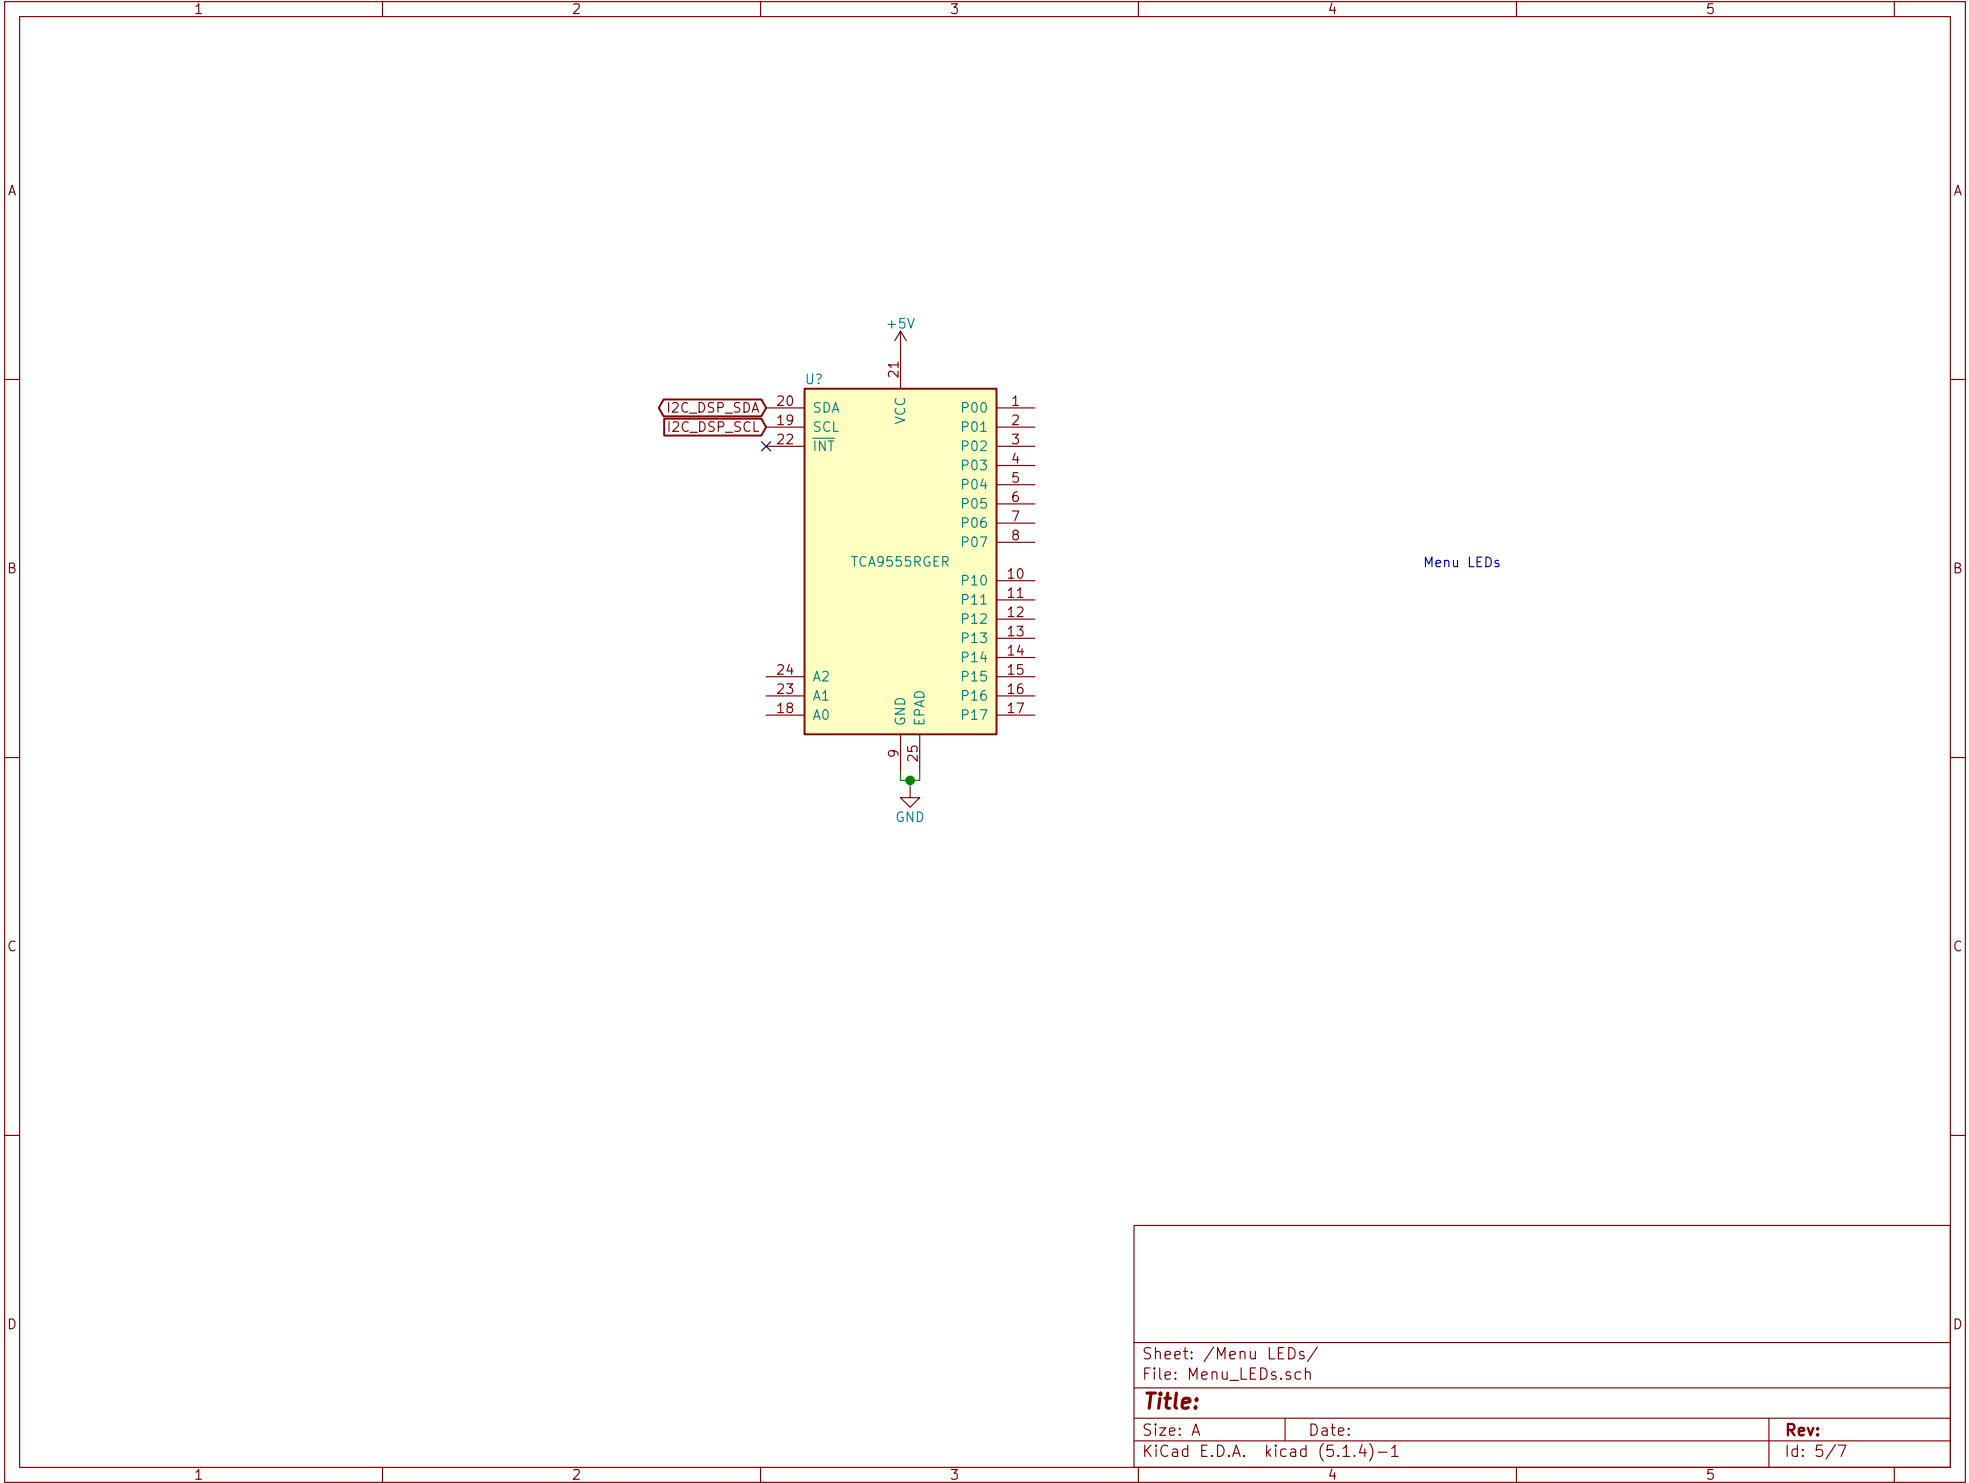 1 2 3 4 5
A A
+5V
21
U?
VCC
I2C_DSP_SDA 20 SDA P00 1
I2C_DSP_SCL 19 SCL P01 2
22 INT P02 3
P03 4
P04 5
P05 6
P06 7
P07 8
TCA9555RGER
Menu LEDs
B B
P10 10
P11 11
P12 12
P13 13
P14 14
24 A2 P15 15
23 A1 P16 16
18 A0 P17 17
GND EPAD
9 25
GND
C C
D D
Sheet: /Menu LEDs/
File: Menu_LEDs.sch
Title:
Size: A Date: Rev:
KiCad E.D.A. kicad (5.1.4)-1 Id: 5/7
1 2 3 4 5